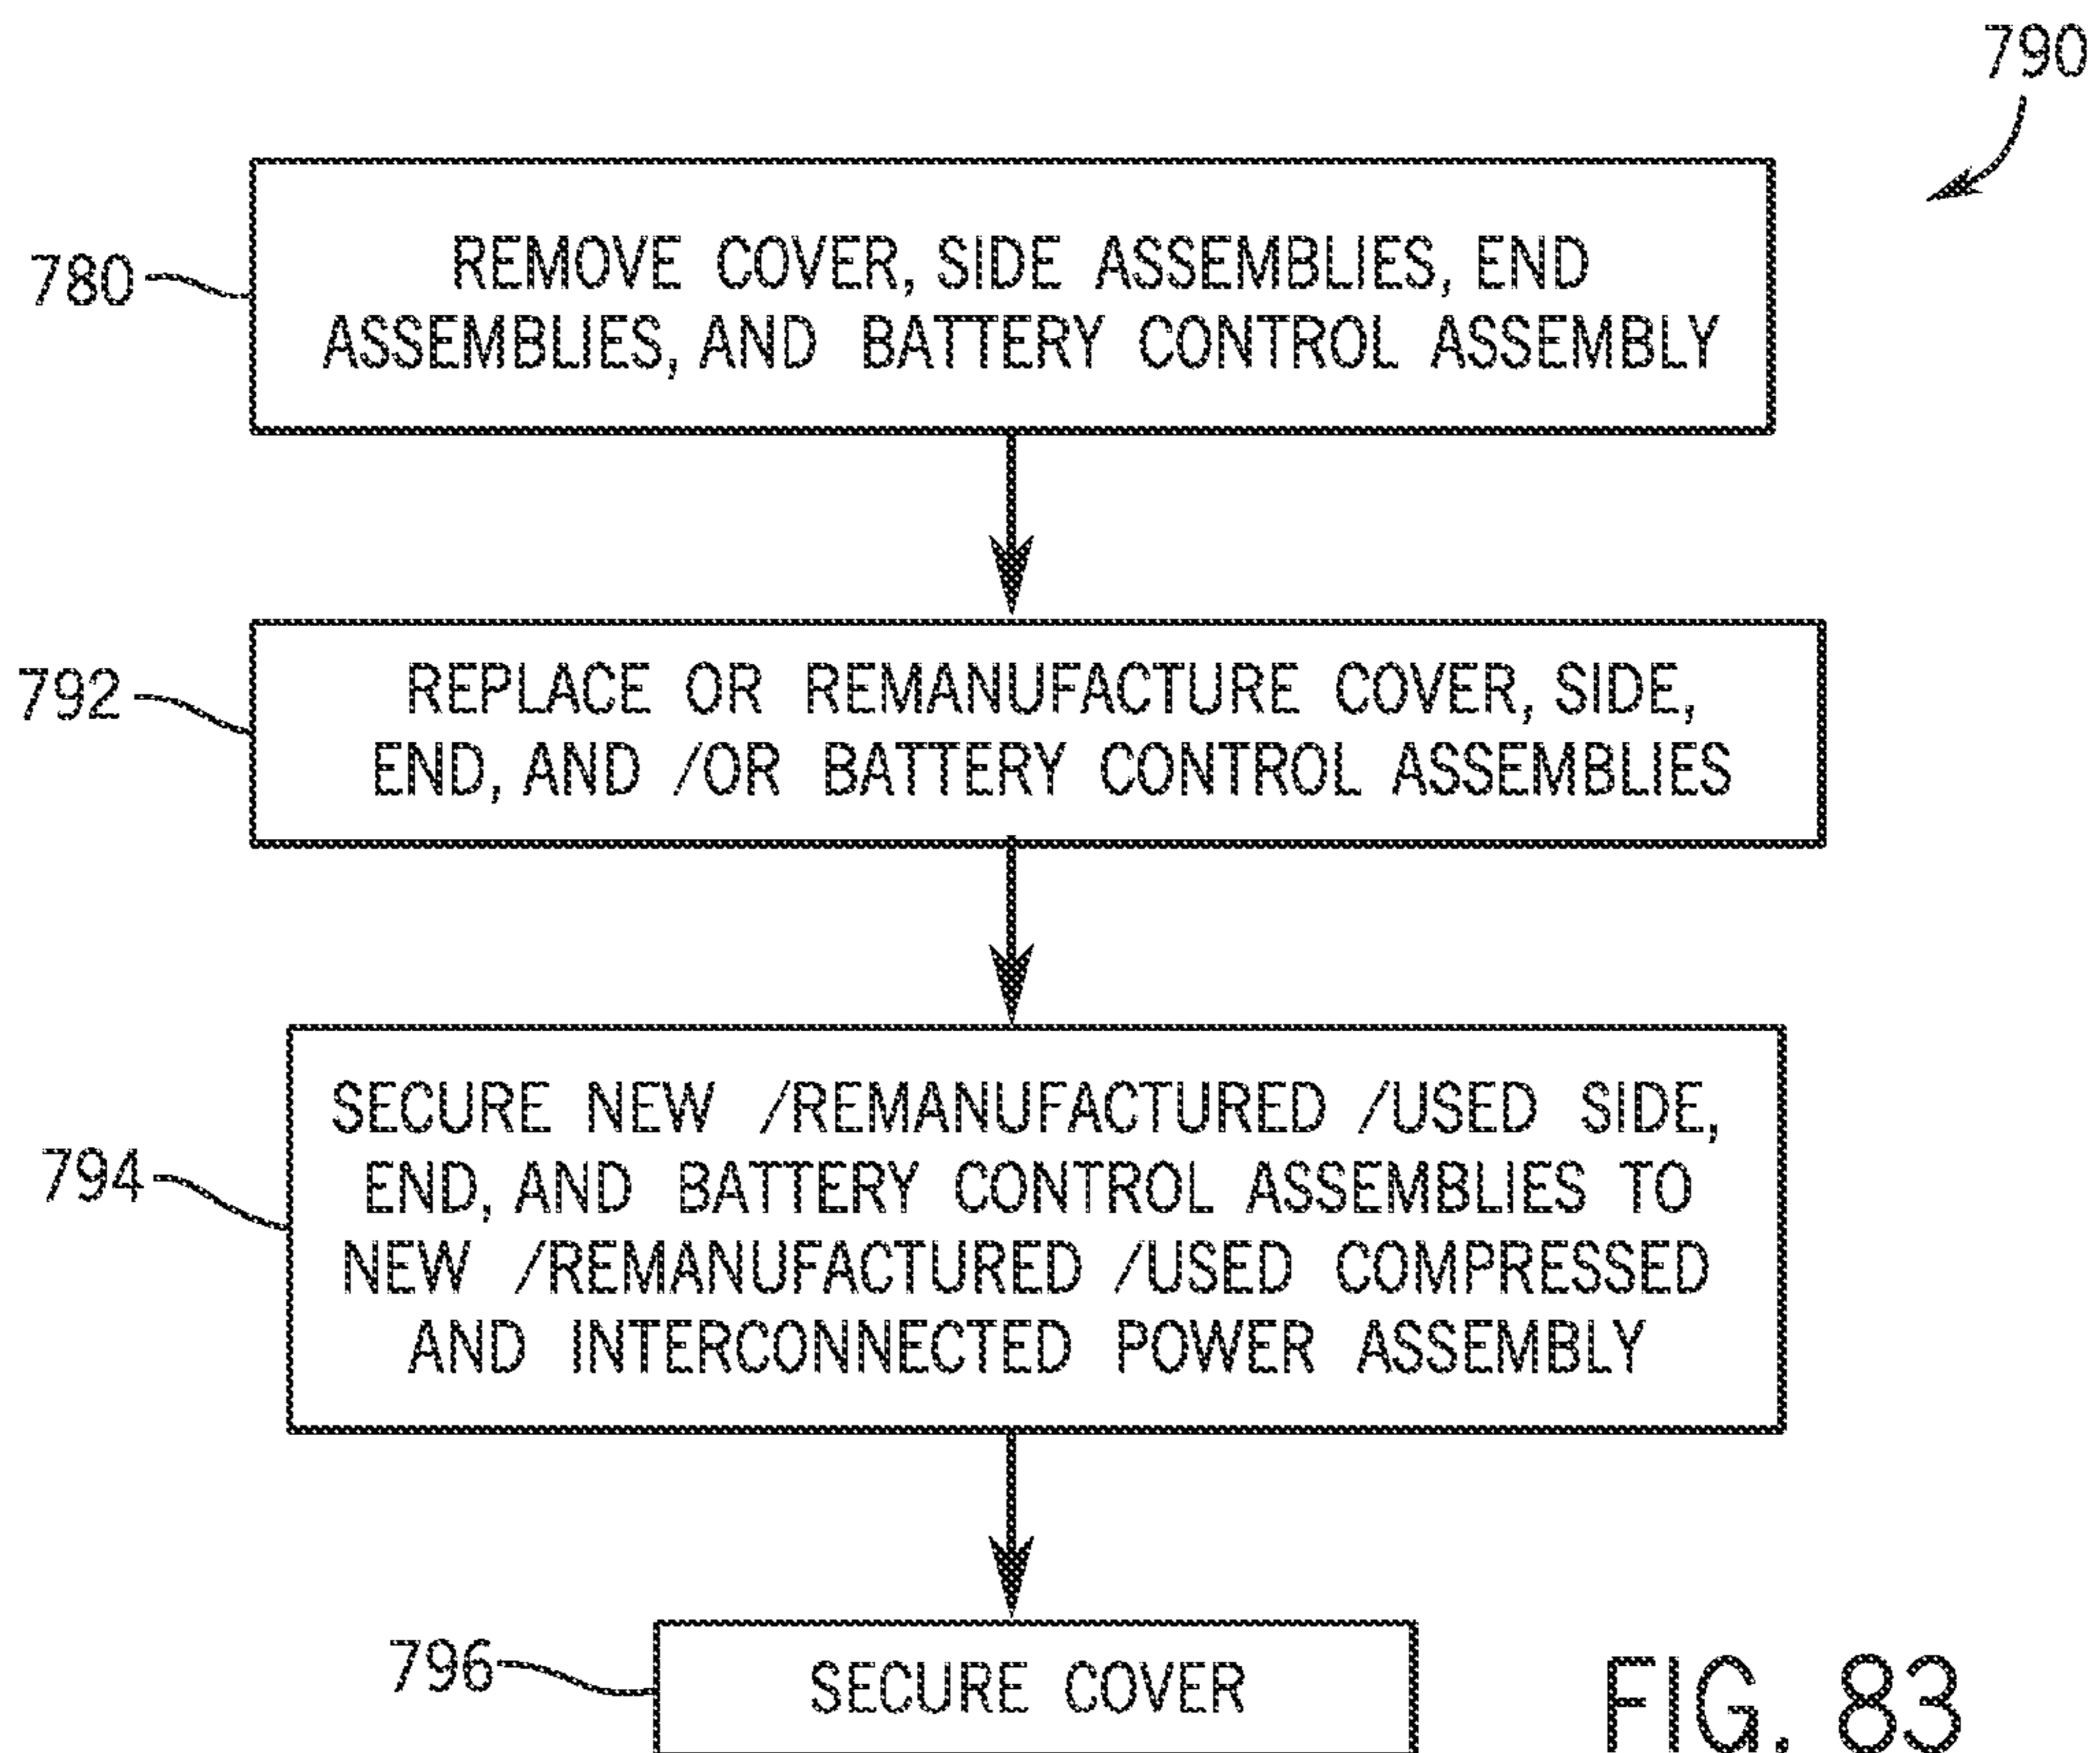 790
780
REMOVE COVER, SIDE ASSEMBLIES, END
ASSEMBLIES, AND BATTERY CONTROL ASSEMBLY
792
REPLACE OR REMANUFACTURE COVER, SIDE,
END, AND /OR BATTERY CONTROL ASSEMBLIES
794
SECURE NEW /REMANUFACTURED /USED SIDE,
END, AND BATTERY CONTROL ASSEMBLIES TO
NEW /REMANUFACTURED /USED COMPRESSED
AND INTERCONNECTED POWER ASSEMBLY
796
SECURE COVER
FIG. 83